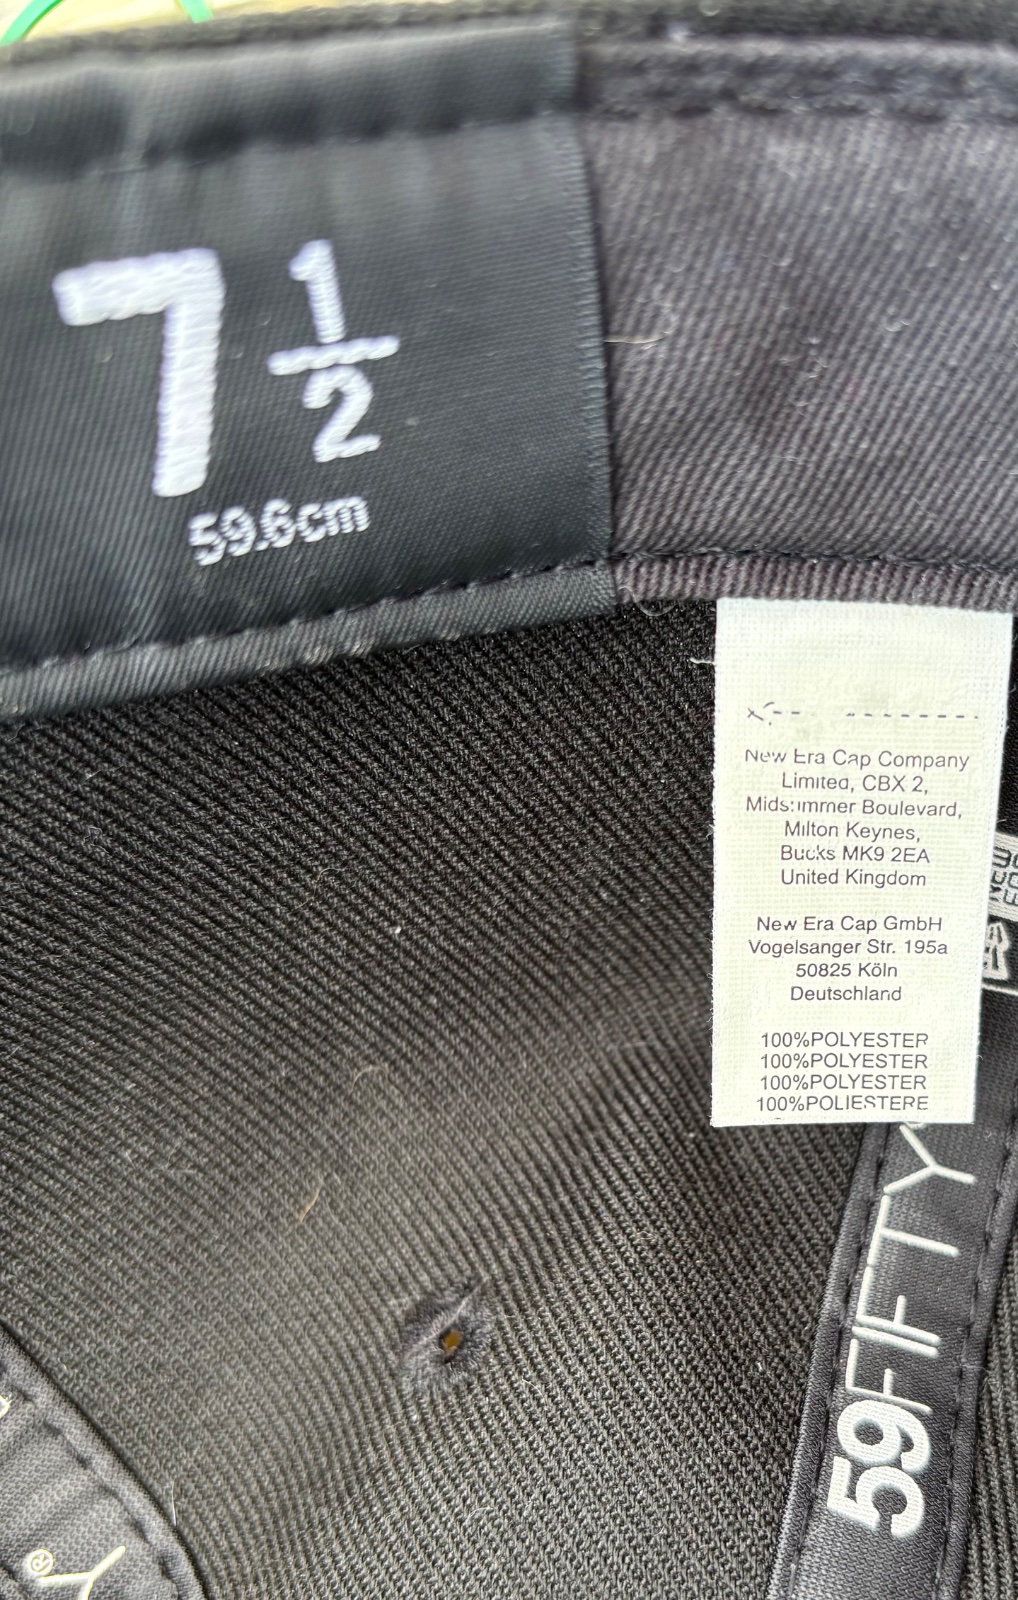 7 1/2
59.6cm
New Era Cap Company
Limited, CBX 2,
Midsummer Boulevard,
Milton Keynes,
Bucks MK9 2EA
United Kingdom
New Era Cap GmbH
Vogelsanger Str. 195a
50825 Köln
Deutschland
100%POLYESTER
100%POLYESTER
100%POLYESTER
100%POLIESTERE
59FIFTY
Y®